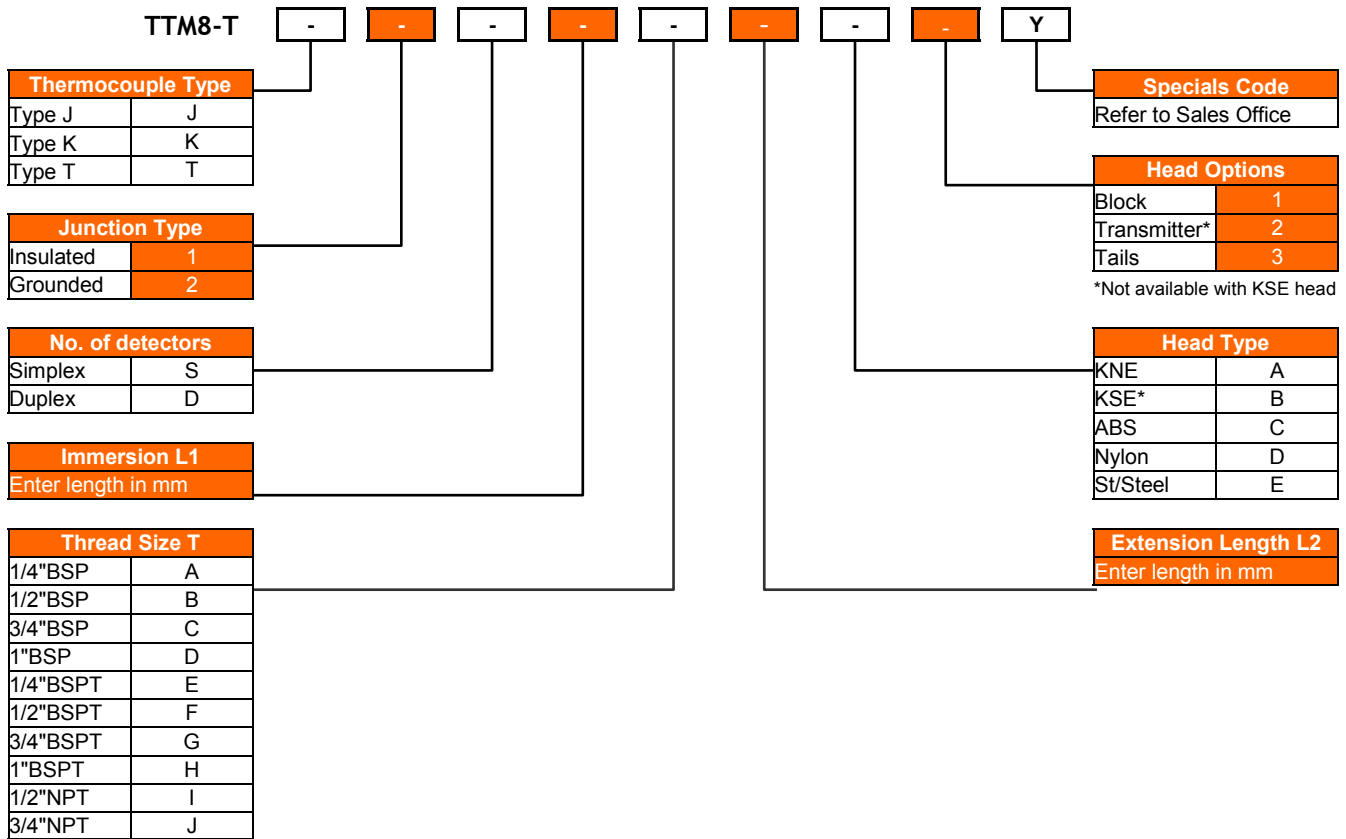 TTM8-T - - - - - - - - Y
Thermocouple Type
Type J J
Type K K
Type T T
Junction Type
Insulated 1
Grounded 2
No. of detectors
Simplex S
Duplex D
Immersion L1
Enter length in mm
Thread Size T
1/4"BSP A
1/2"BSP B
3/4"BSP C
1"BSP D
1/4"BSPT E
1/2"BSPT F
3/4"BSPT G
1"BSPT H
1/2"NPT I
3/4"NPT J
Specials Code
Refer to Sales Office
Head Options
Block 1
Transmitter* 2
Tails 3
*Not available with KSE head
Head Type
KNE A
KSE* B
ABS C
Nylon D
St/Steel E
Extension Length L2
Enter length in mm